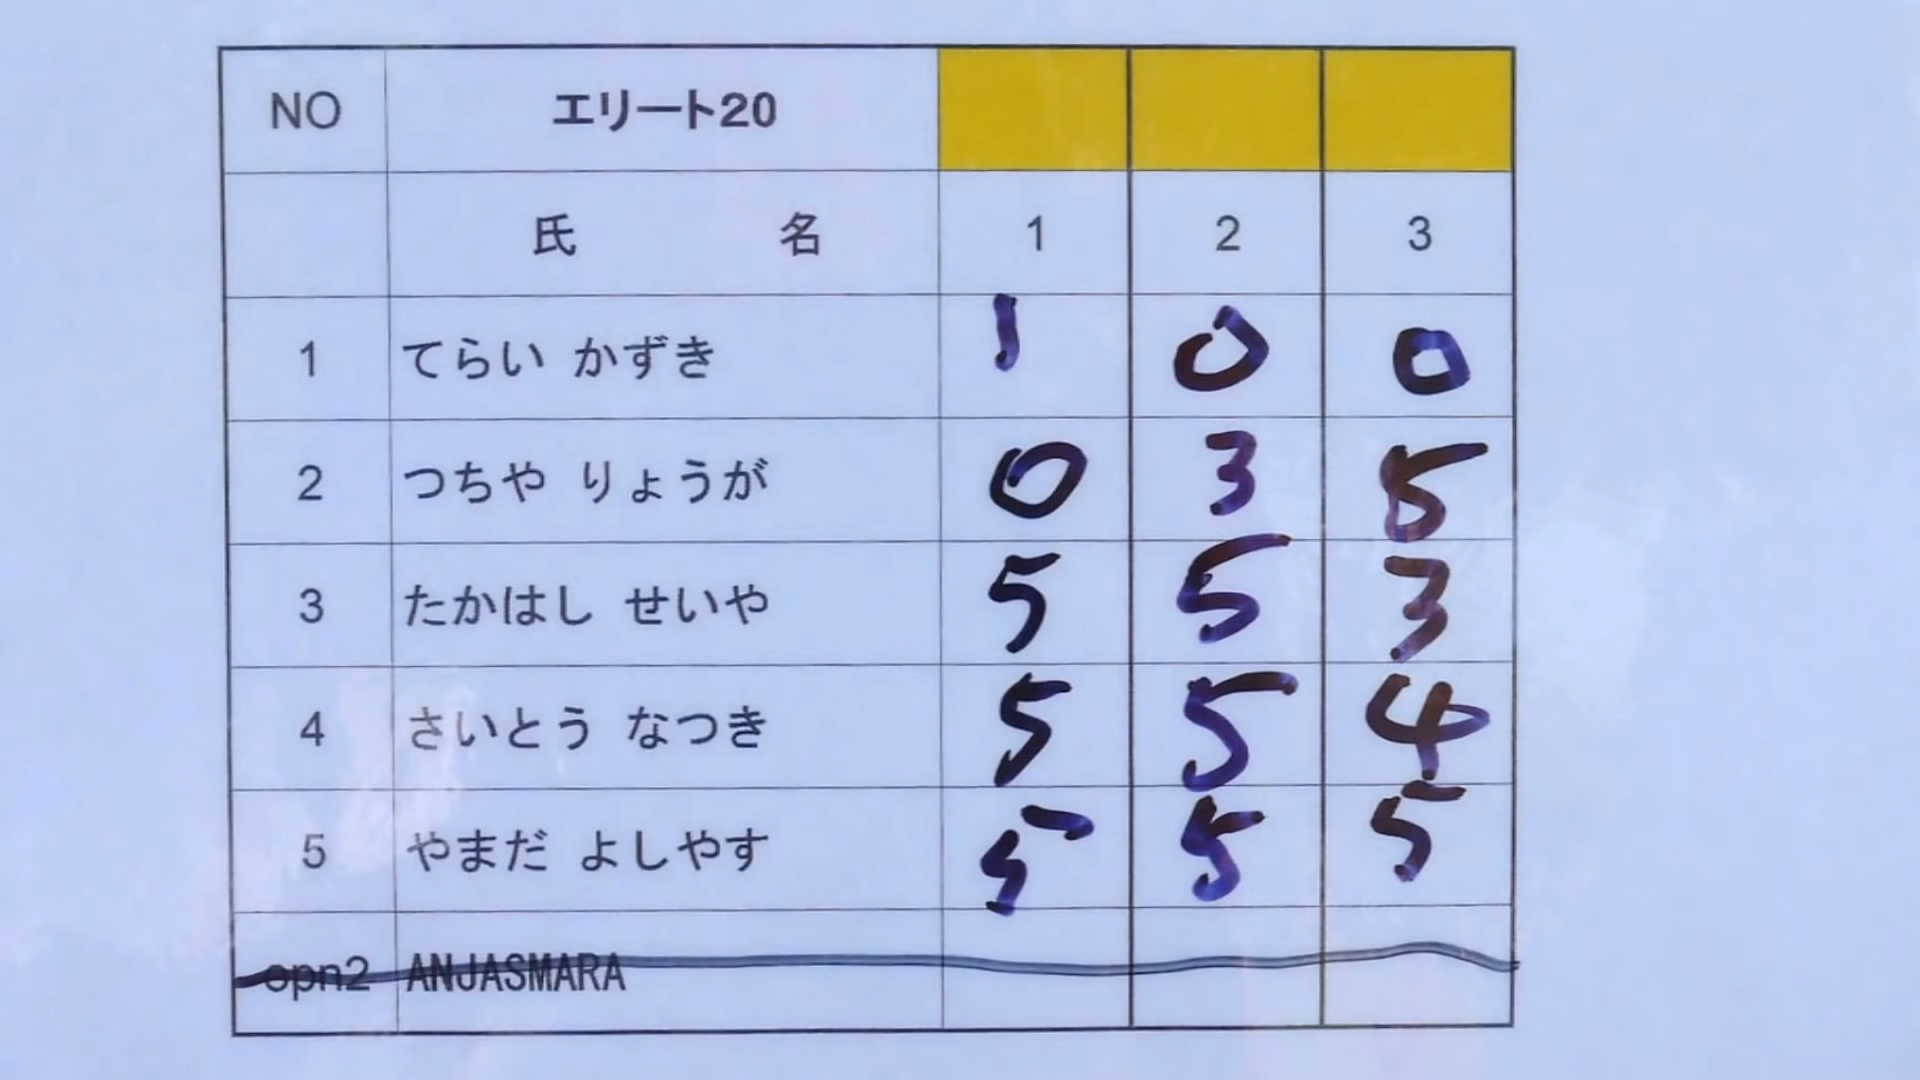 NO エリート20
氏 名 1 2 3
1 てらい かずき 1 0 0
2 つちや りょうが 0 3 5
3 たかはし せいや 5 5 3
4 さいとう なつき 5 5 4
5 やまだ よしやす 5 5 5
opn2 ANJASMARA